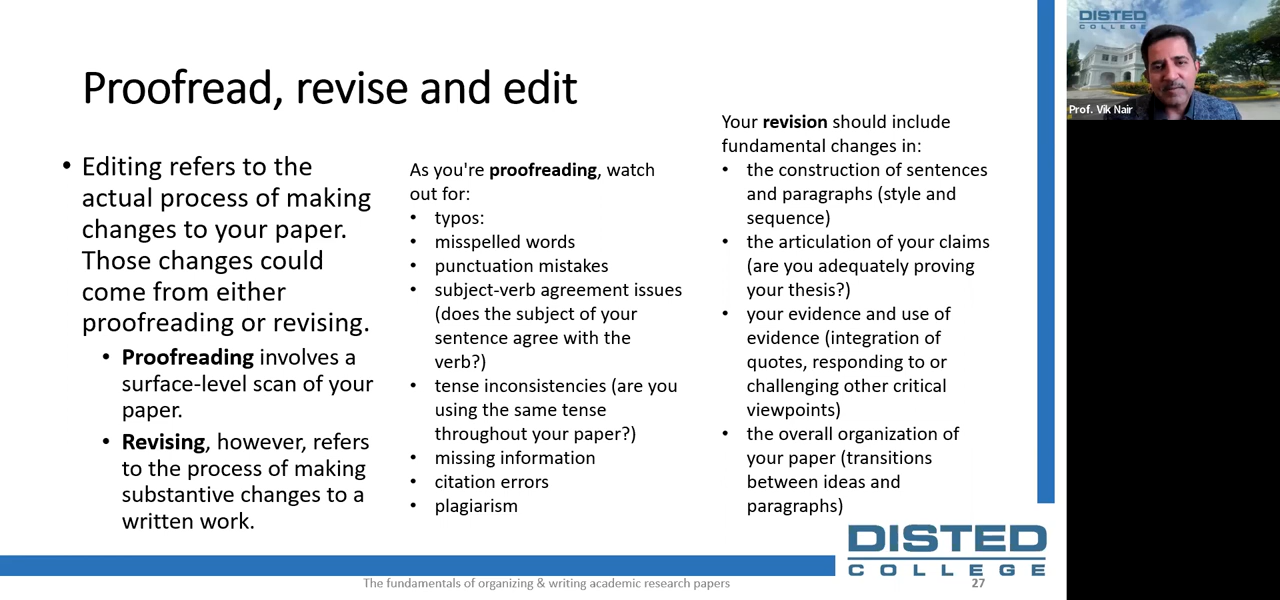 Proofread, revise and edit
• Editing refers to the
actual process of making
changes to your paper.
Those changes could
come from either
proofreading or revising.
• Proofreading involves a
surface-level scan of your
paper.
• Revising, however, refers
to the process of making
substantive changes to a
written work.
As you're proofreading, watch
out for:
• typos:
• misspelled words
• punctuation mistakes
• subject-verb agreement issues
(does the subject of your
sentence agree with the
verb?)
• tense inconsistencies (are you
using the same tense
throughout your paper?)
• missing information
• citation errors
• plagiarism
Your revision should include
fundamental changes in:
• the construction of sentences
and paragraphs (style and
sequence)
• the articulation of your claims
(are you adequately proving
your thesis?)
• your evidence and use of
evidence (integration of
quotes, responding to or
challenging other critical
viewpoints)
• the overall organization of
your paper (transitions
between ideas and
paragraphs)
DISTED
COLLEGE
The fundamentals of organizing & writing academic research papers
27
DISTED
COLLEGE
Prof. Vik Nair